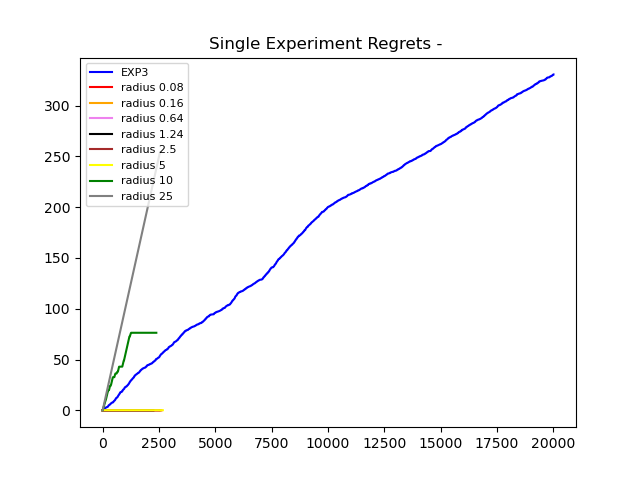 Single Experiment Regrets -
EXP3
radius 0.08
radius 0.16
radius 0.64
radius 1.24
radius 2.5
radius 5
radius 10
radius 25
300
250
200
150
100
50
0
0 2500 5000 7500 10000 12500 15000 17500 20000